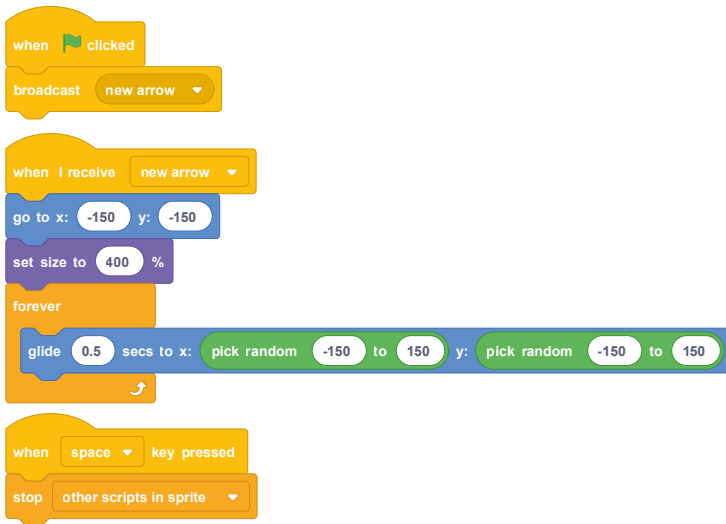 when clicked
broadcast new arrow
when I receive new arrow
go to x: -150 y: -150
set size to 400 %
forever
glide 0.5 secs to x: pick random -150 to 150 y: pick random -150 to 150
when space key pressed
stop other scripts in sprite